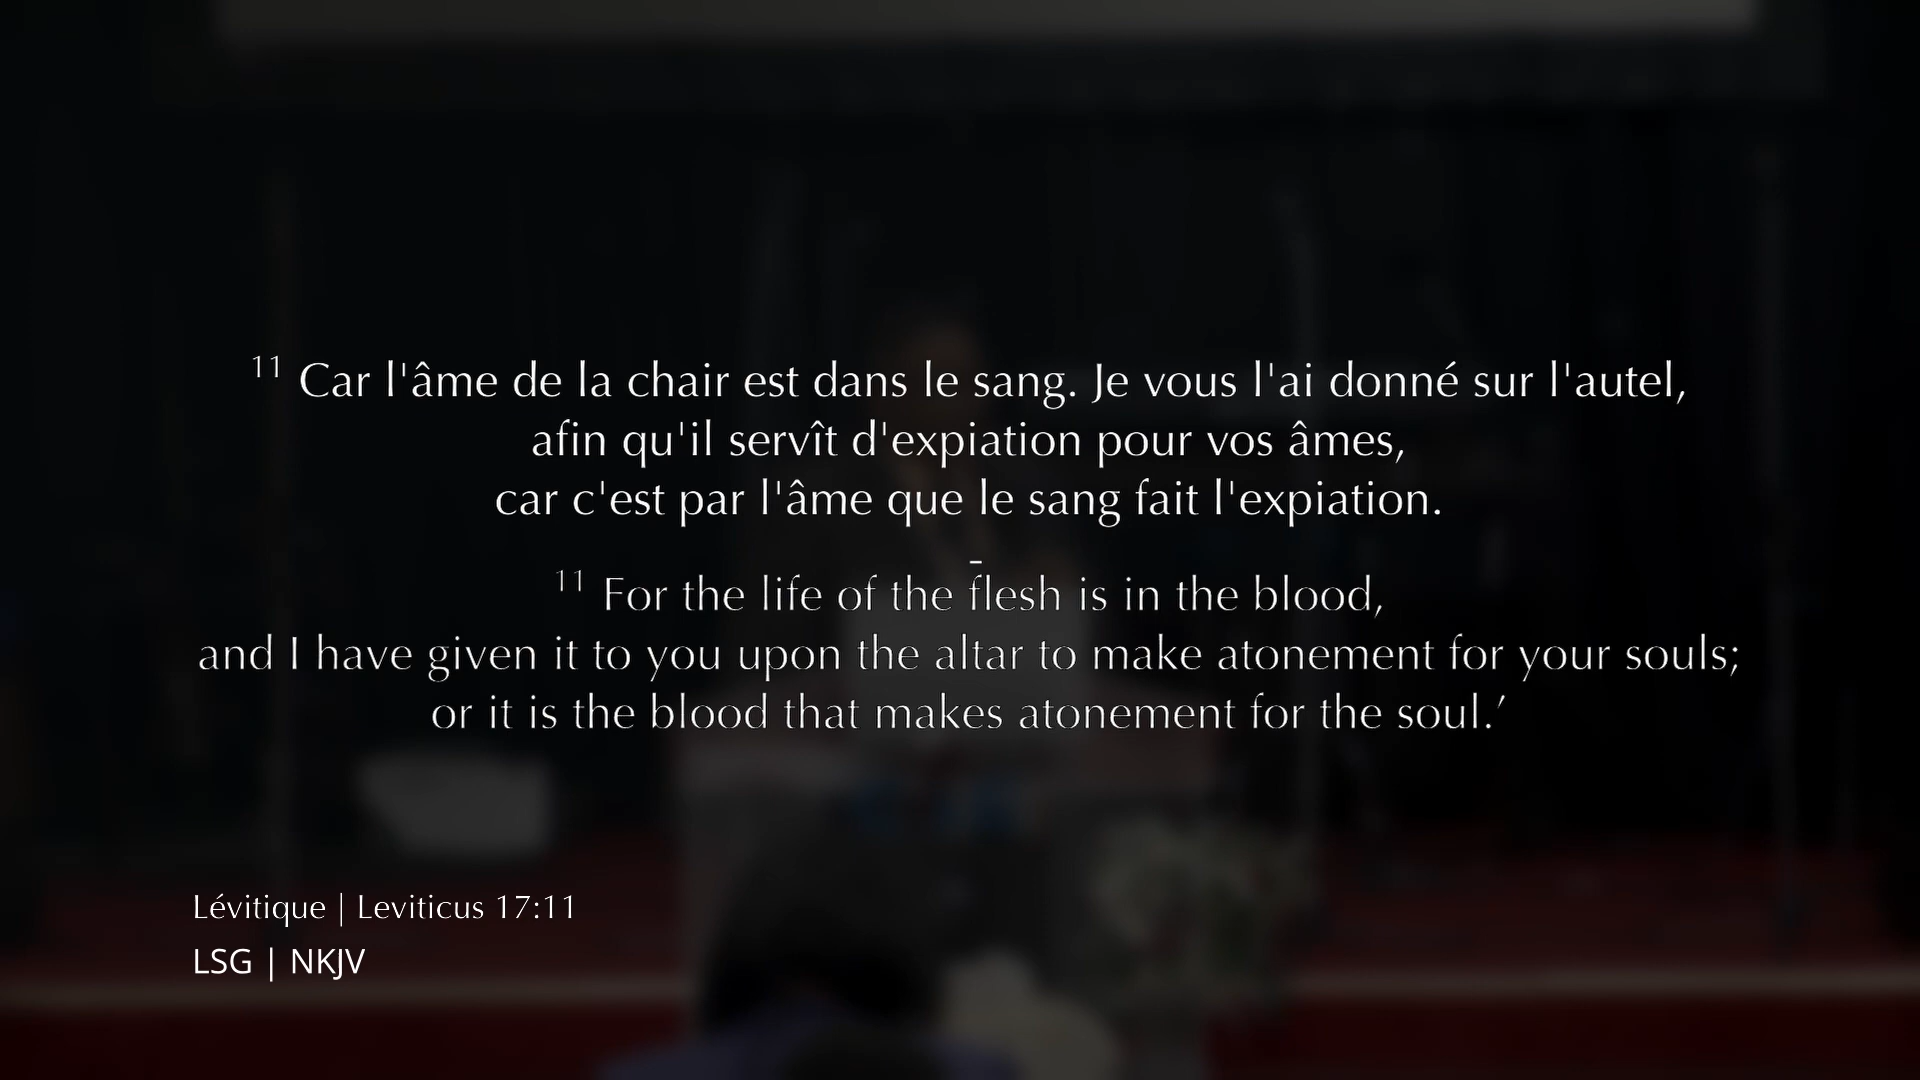 11 Car l'âme de la chair est dans le sang. Je vous l'ai donné sur l'autel,
afin qu'il servît d'expiation pour vos âmes,
car c'est par l'âme que le sang fait l'expiation.
-
11 For the life of the flesh is in the blood,
and I have given it to you upon the altar to make atonement for your souls;
or it is the blood that makes atonement for the soul.’
Lévitique | Leviticus 17:11
LSG | NKJV